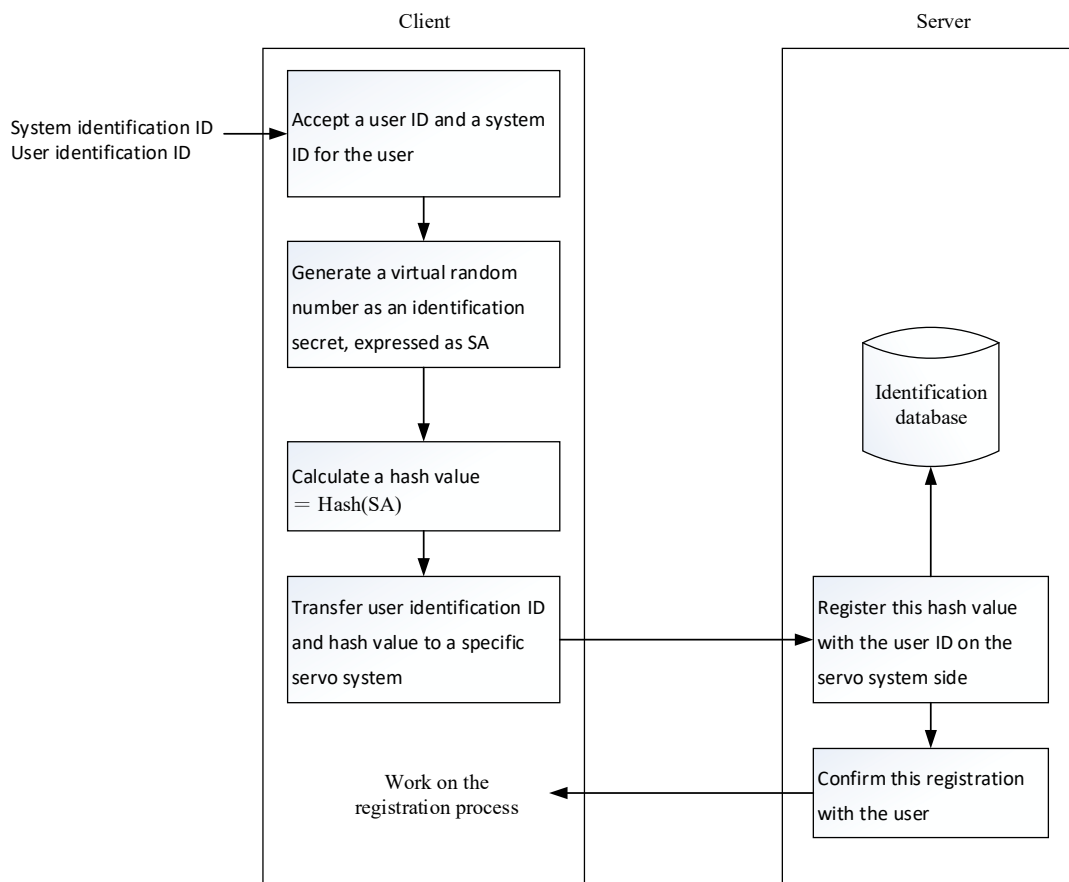 Client
Server
System identification ID
User identification ID
Accept a user ID and a system
ID for the user
Generate a virtual random
number as an identification
secret, expressed as SA
Identification
database
Calculate a hash value
＝ Hash(SA)
Transfer user identification ID
and hash value to a specific
servo system
Register this hash value
with the user ID on the
servo system side
Confirm this registration
with the user
Work on the
registration process